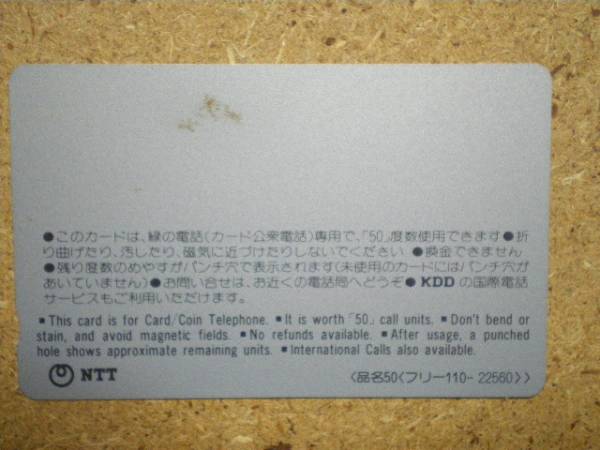 ●このカードは、緑の電話(カード公衆電話)専用で、「50」度数使用できます●折
り曲げたり、汚したり、磁気に近づけたりしないでください ●換金できません
●残り度数のめやすがパンチ穴で表示されます(未使用のカードにはパンチ穴が
あいていません)●お問い合せは、お近くの電話局へどうぞ● KDD の国際電話
サービスもご利用いただけます。
■This card is for Card/Coin Telephone. ■It is worth「50」call units. ■Don't bend or
stain, and avoid magnetic fields. ■No refunds available. ■After usage, a punched
hole shows approximate remaining units. ■International Calls also available.
NTT 〈品名50〈フリー110-22560〉〉